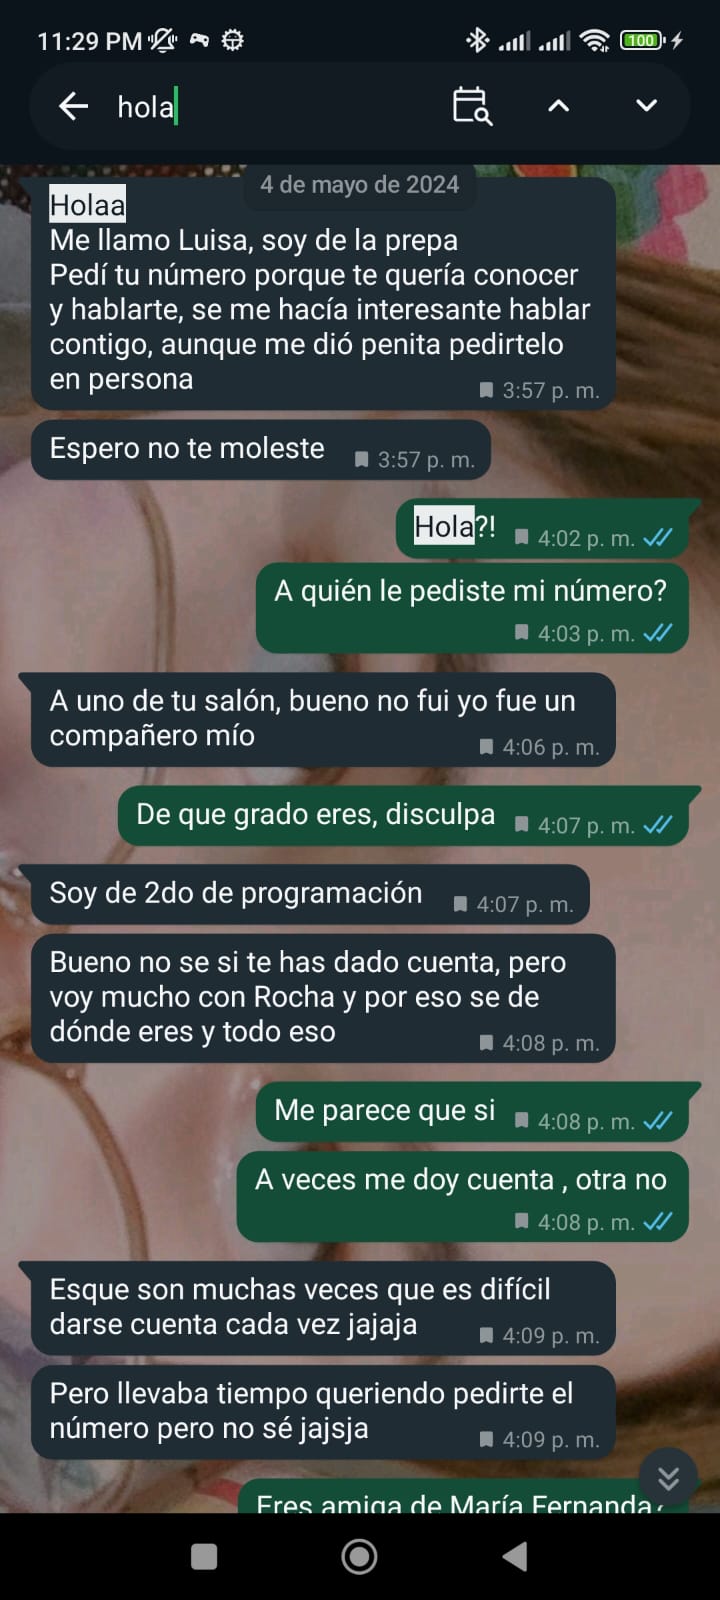 11:29 PM
100
hola
4 de mayo de 2024
Holaa
Me llamo Luisa, soy de la prepa
Pedí tu número porque te quería conocer
y hablarte, se me hacía interesante hablar
contigo, aunque me dió penita pedirtelo
en persona
3:57 p. m.
Espero no te moleste
3:57 p. m.
Hola?!
4:02 p. m.
A quién le pediste mi número?
4:03 p. m.
A uno de tu salón, bueno no fui yo fue un
compañero mío
4:06 p. m.
De que grado eres, disculpa
4:07 p. m.
Soy de 2do de programación
4:07 p. m.
Bueno no se si te has dado cuenta, pero
voy mucho con Rocha y por eso se de
dónde eres y todo eso
4:08 p. m.
Me parece que si
4:08 p. m.
A veces me doy cuenta , otra no
4:08 p. m.
Esque son muchas veces que es difícil
darse cuenta cada vez jajaja
4:09 p. m.
Pero llevaba tiempo queriendo pedirte el
número pero no sé jajsja
4:09 p. m.
Eres amiga de María Fernanda?